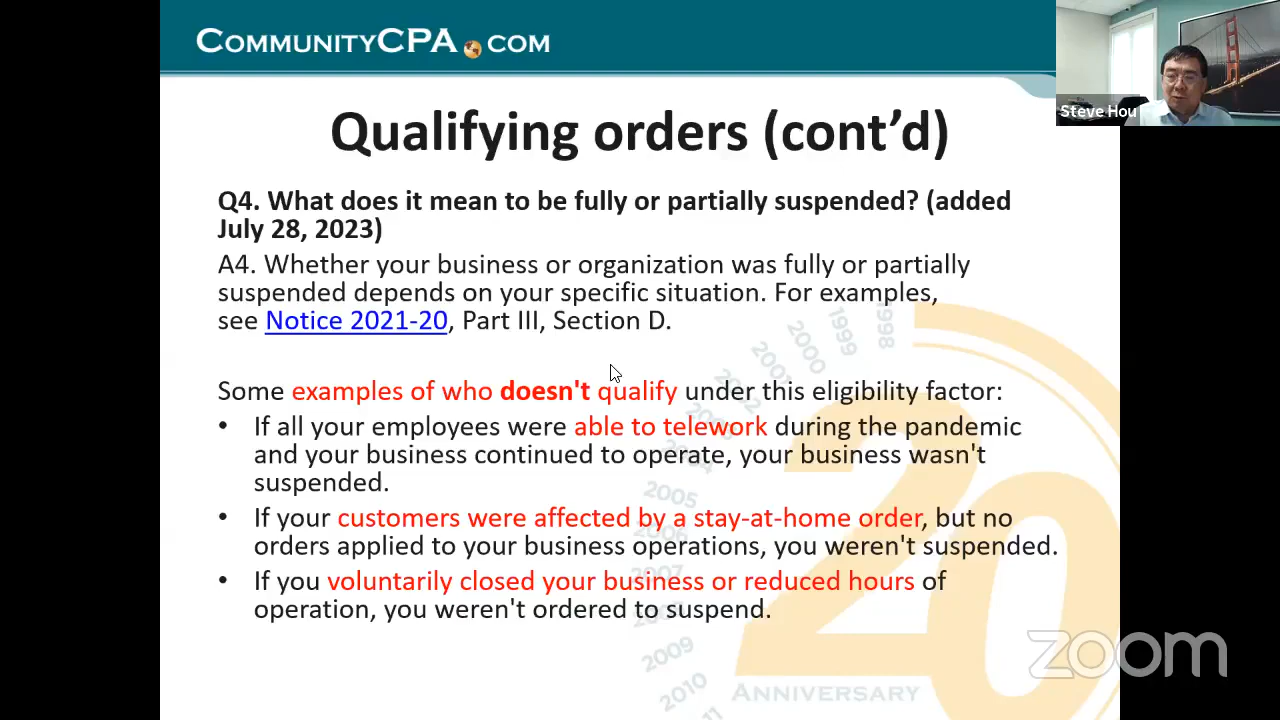 COMMUNITYCPA.COM
Steve Hou
Qualifying orders (cont’d)
Q4. What does it mean to be fully or partially suspended? (added
July 28, 2023)
A4. Whether your business or organization was fully or partially
suspended depends on your specific situation. For examples,
see Notice 2021-20, Part III, Section D.
Some examples of who doesn't qualify under this eligibility factor:
• If all your employees were able to telework during the pandemic
and your business continued to operate, your business wasn't
suspended.
• If your customers were affected by a stay-at-home order, but no
orders applied to your business operations, you weren't suspended.
• If you voluntarily closed your business or reduced hours of
operation, you weren't ordered to suspend.
1998
1999
2000
2001
2002
2004
2005
2006
2007
2009
2010
20
ANNIVERSARY
zoom